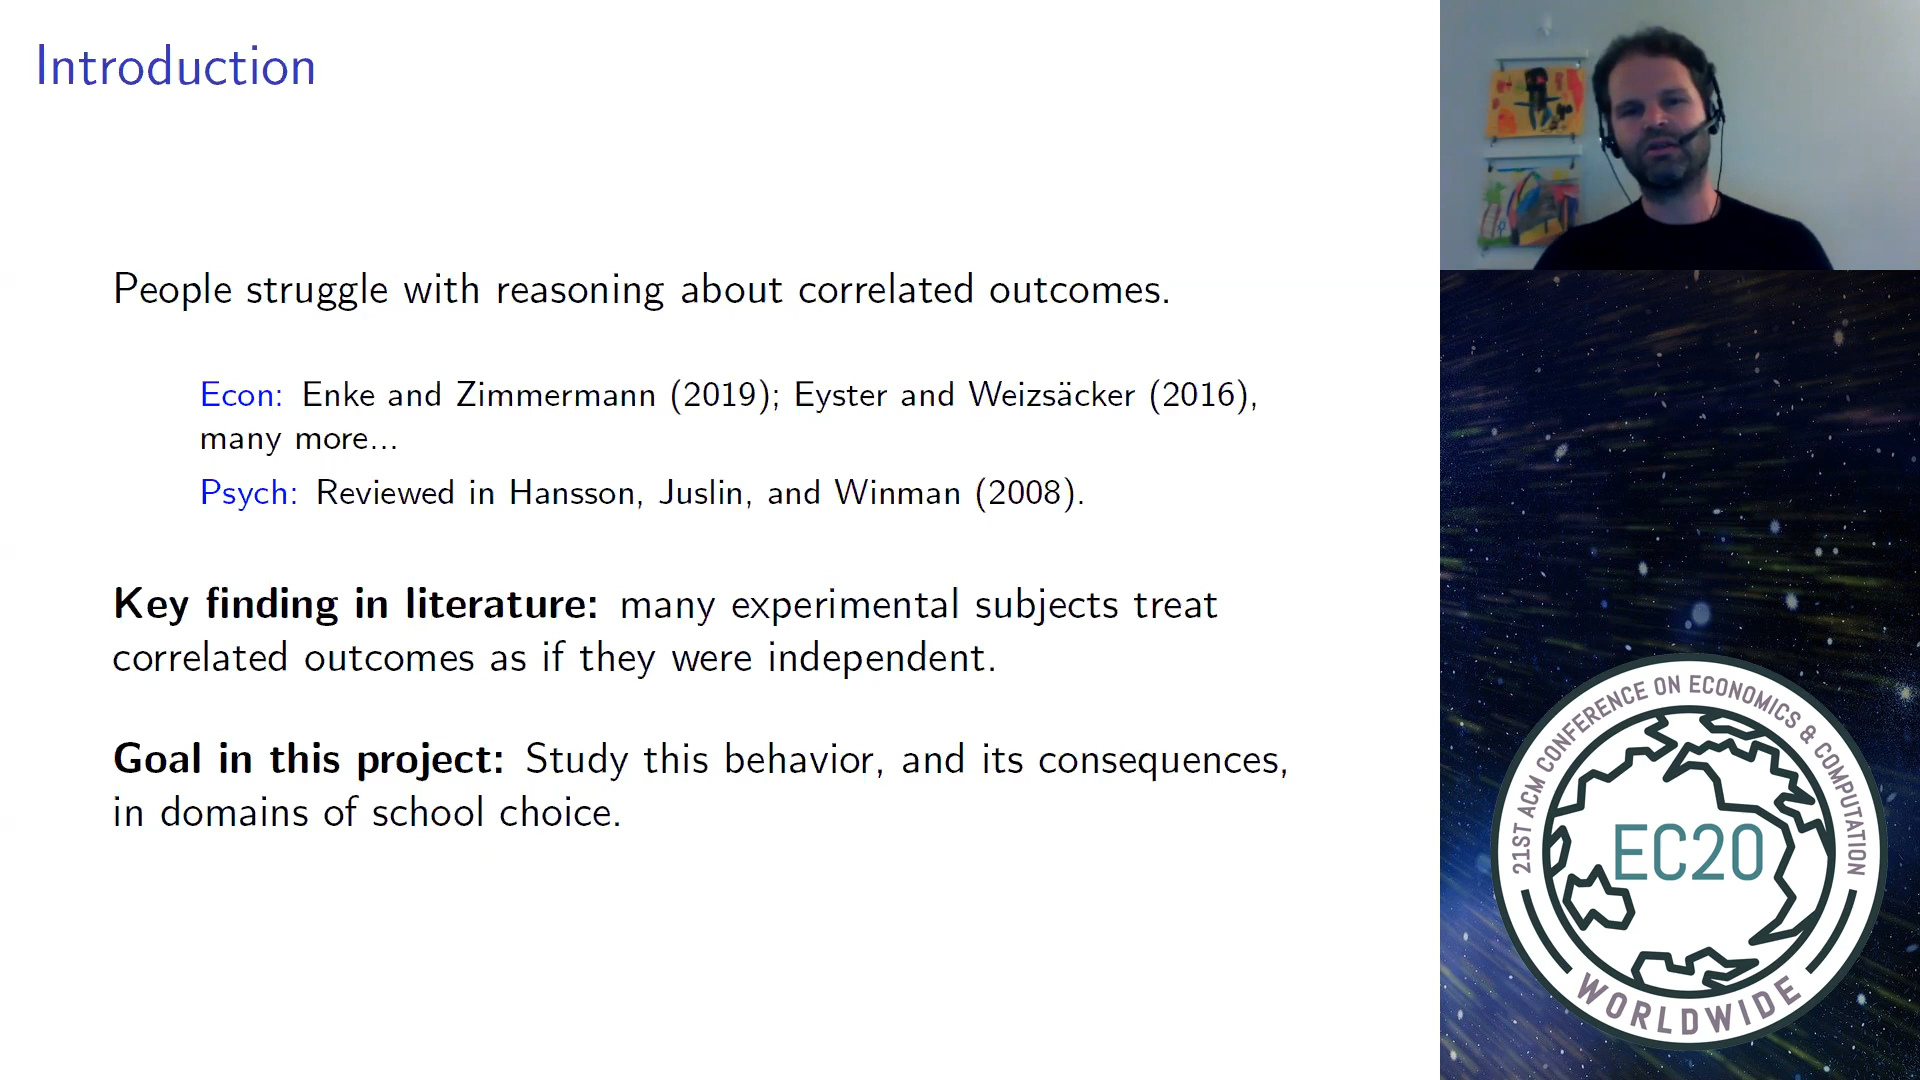 Introduction
People struggle with reasoning about correlated outcomes.
Econ: Enke and Zimmermann (2019); Eyster and Weizsäcker (2016),
many more...
Psych: Reviewed in Hansson, Juslin, and Winman (2008).
Key finding in literature: many experimental subjects treat
correlated outcomes as if they were independent.
Goal in this project: Study this behavior, and its consequences,
in domains of school choice.
21ST ACM CONFERENCE ON ECONOMICS & COMPUTATION
EC20
WORLDWIDE